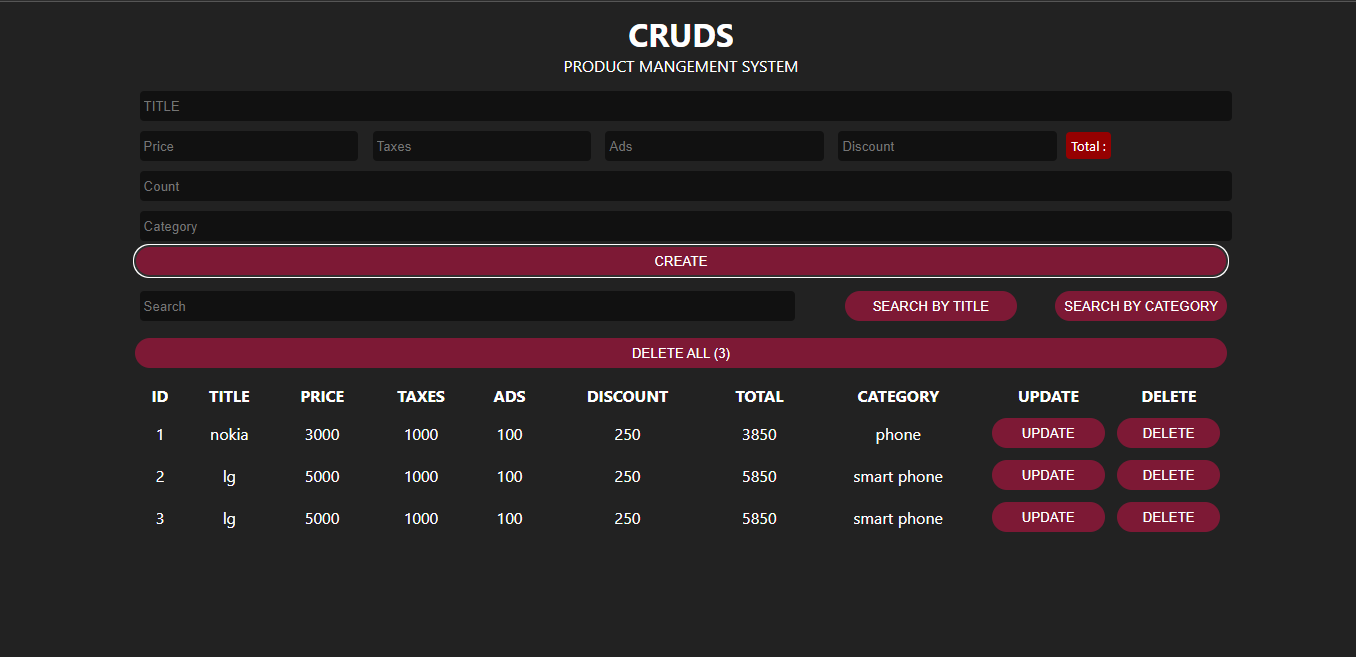 CRUDS
PRODUCT MANGEMENT SYSTEM
TITLE
Price Taxes Ads Discount Total :
Count
Category
CREATE
Search SEARCH BY TITLE SEARCH BY CATEGORY
DELETE ALL (3)
ID TITLE PRICE TAXES ADS DISCOUNT TOTAL CATEGORY UPDATE DELETE
1 nokia 3000 1000 100 250 3850 phone UPDATE DELETE
2 lg 5000 1000 100 250 5850 smart phone UPDATE DELETE
3 lg 5000 1000 100 250 5850 smart phone UPDATE DELETE